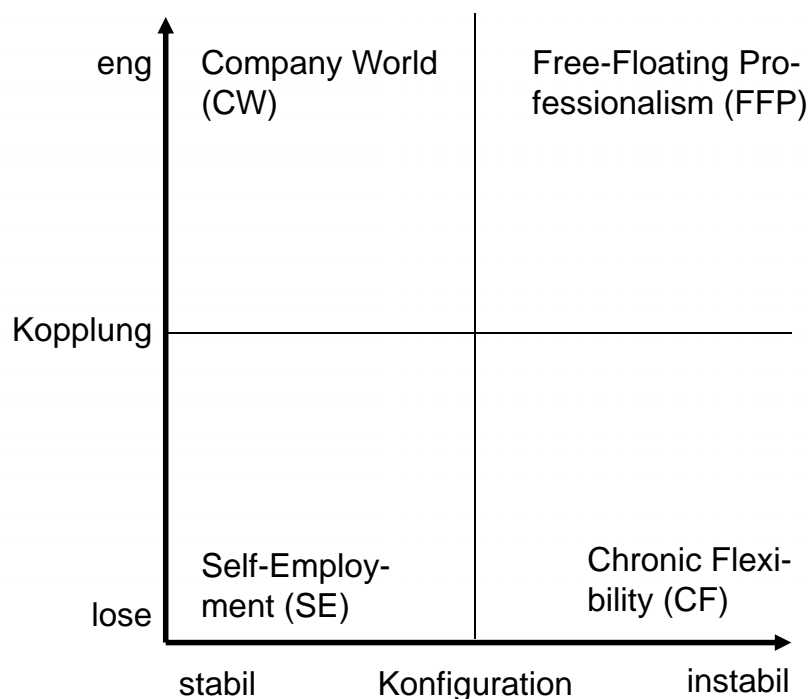 eng
Company World
(CW)
Free-Floating Pro-
fessionalism (FFP)
Kopplung
Self-Employ-
ment (SE)
Chronic Flexi-
bility (CF)
lose
stabil
Konfiguration
instabil